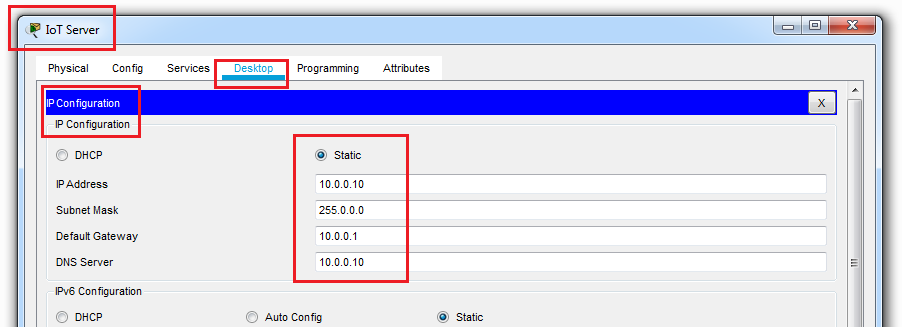 IoT Server
Physical Config Services Desktop Programming Attributes
IP Configuration X
IP Configuration
DHCP Static
IP Address 10.0.0.10
Subnet Mask 255.0.0.0
Default Gateway 10.0.0.1
DNS Server 10.0.0.10
IPv6 Configuration
DHCP Auto Config Static